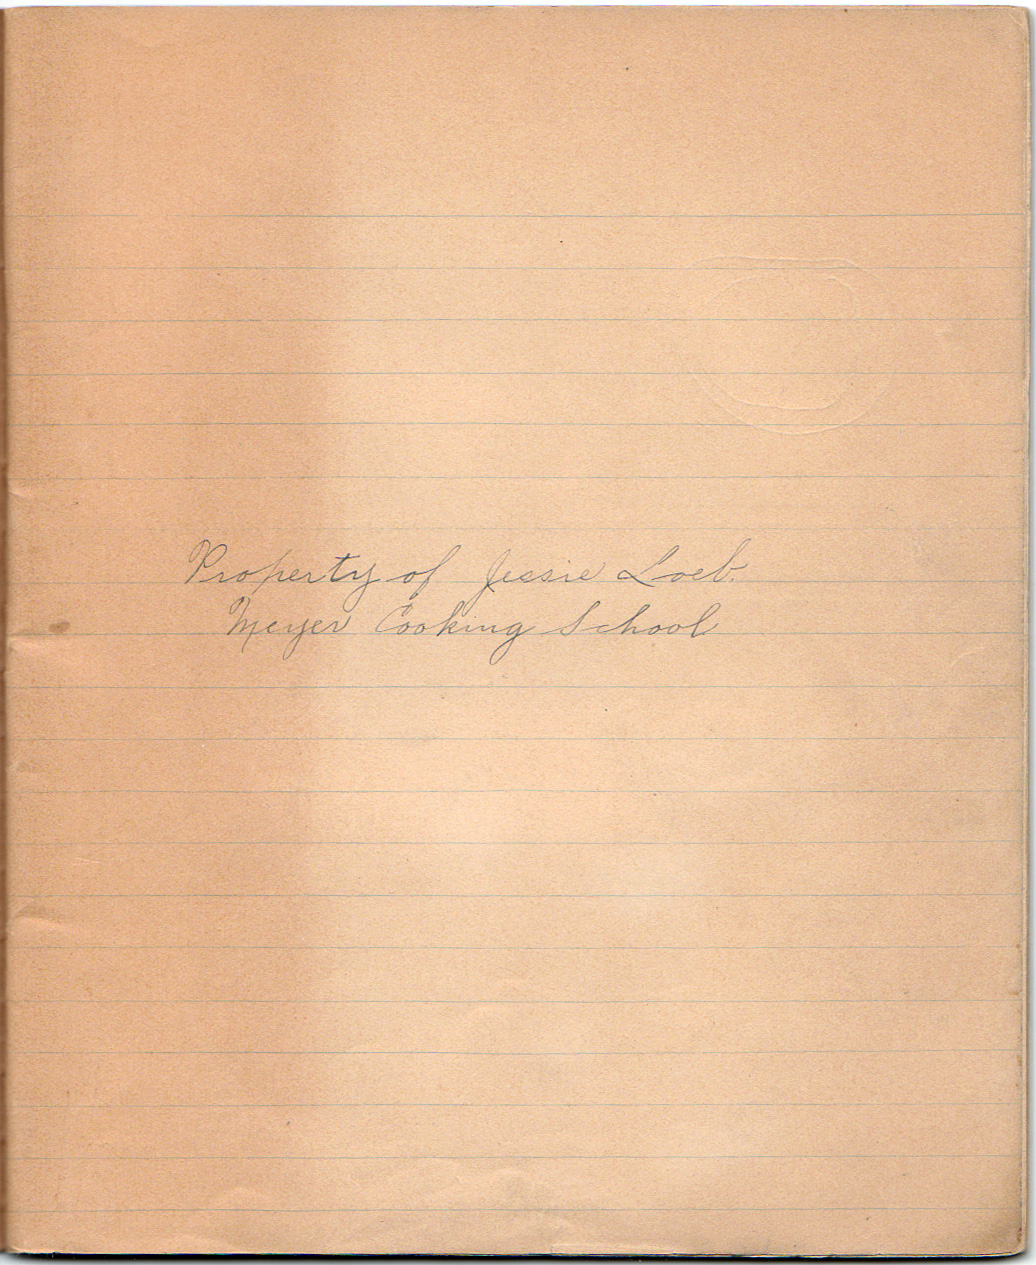 Property of Jessie Loeb.
Meyer Cooking School